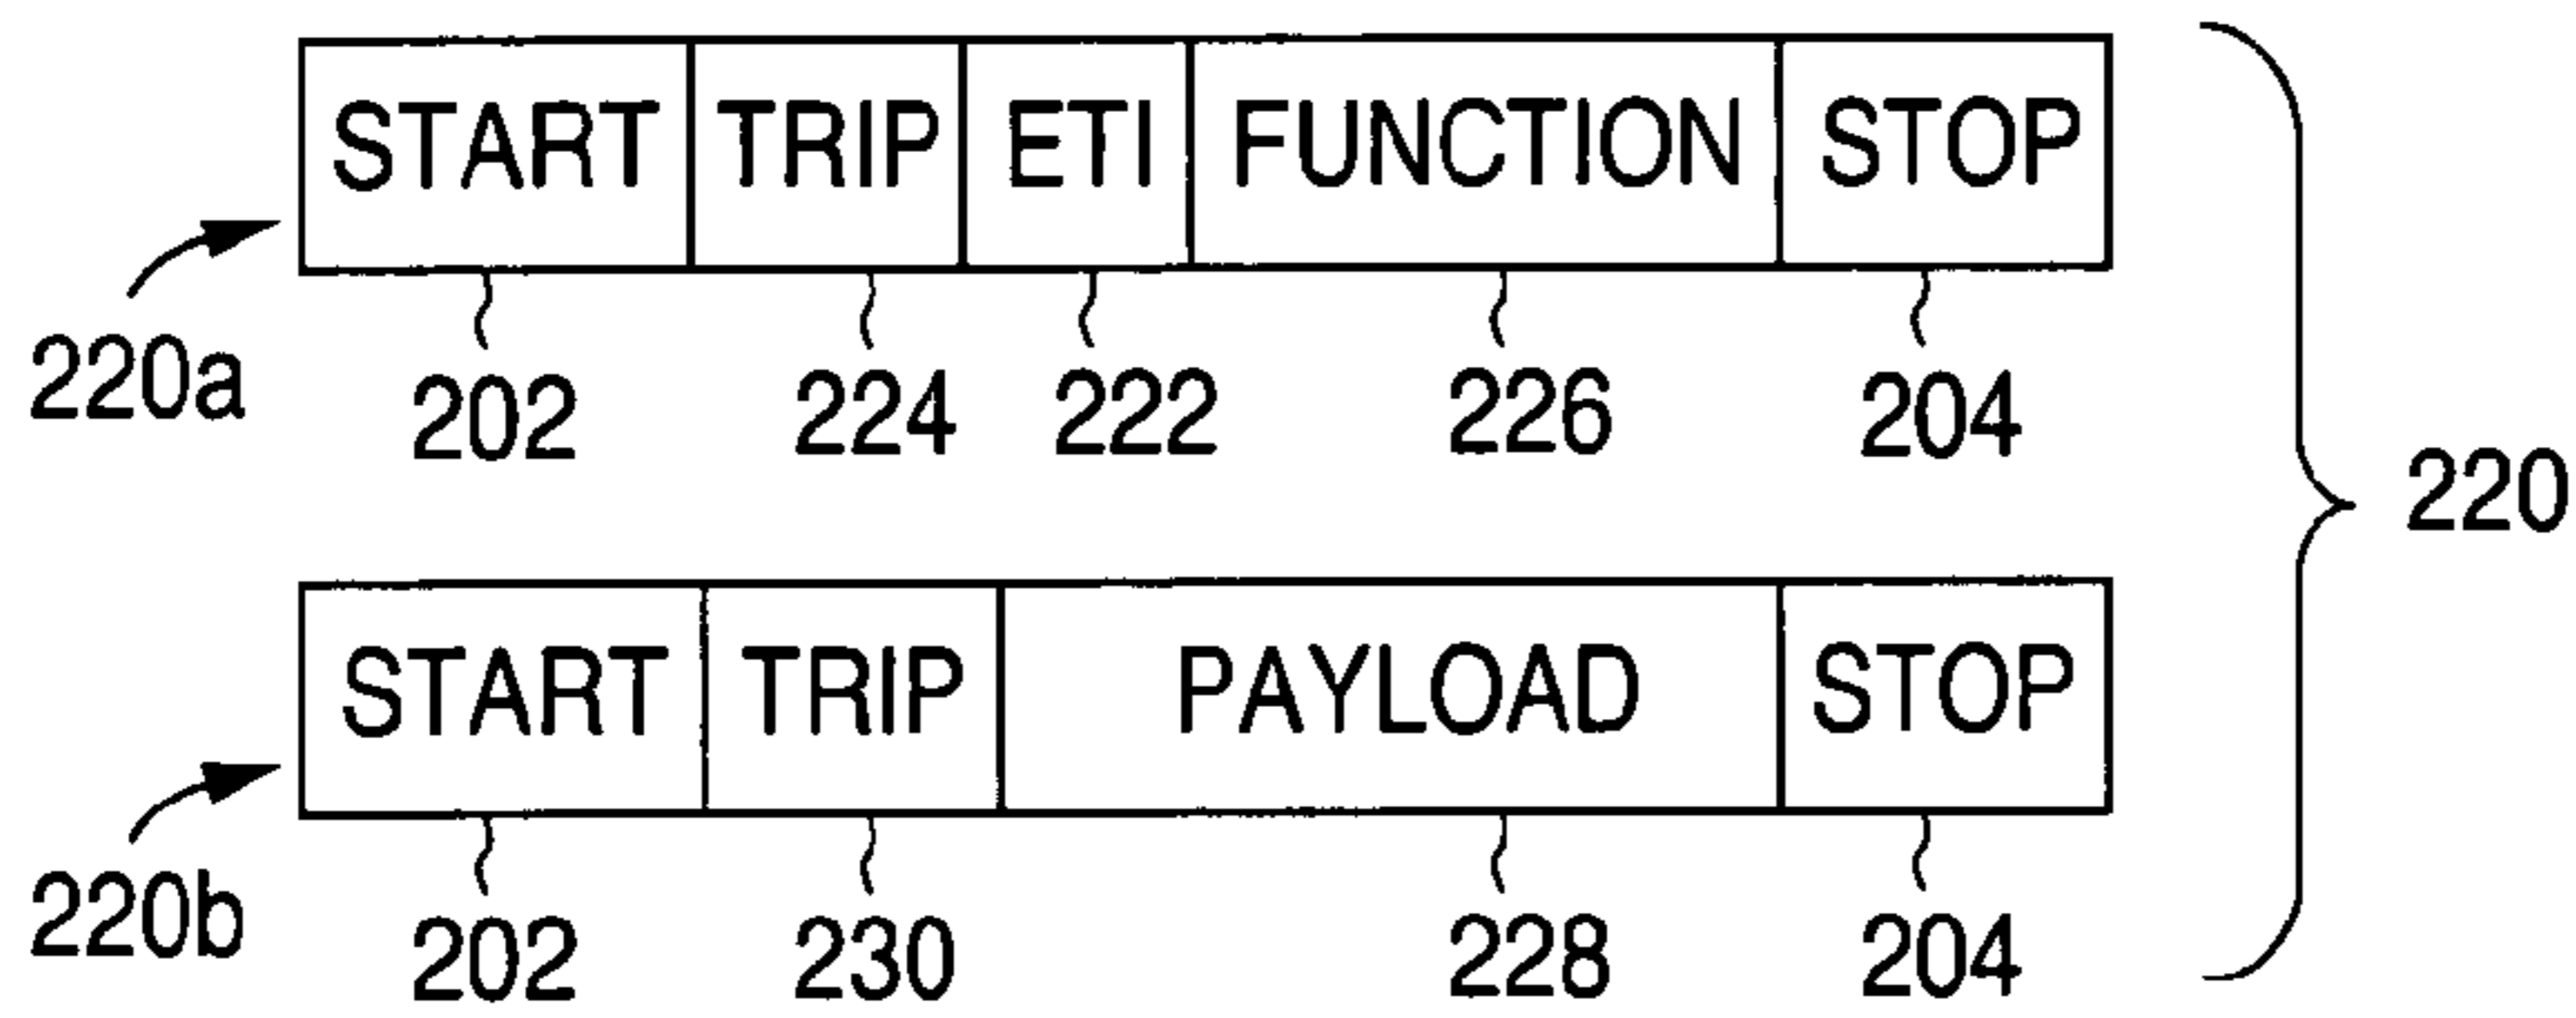 START TRIP ETI FUNCTION STOP
220a 202 224 222 226 204
220
START TRIP PAYLOAD STOP
220b 202 230 228 204